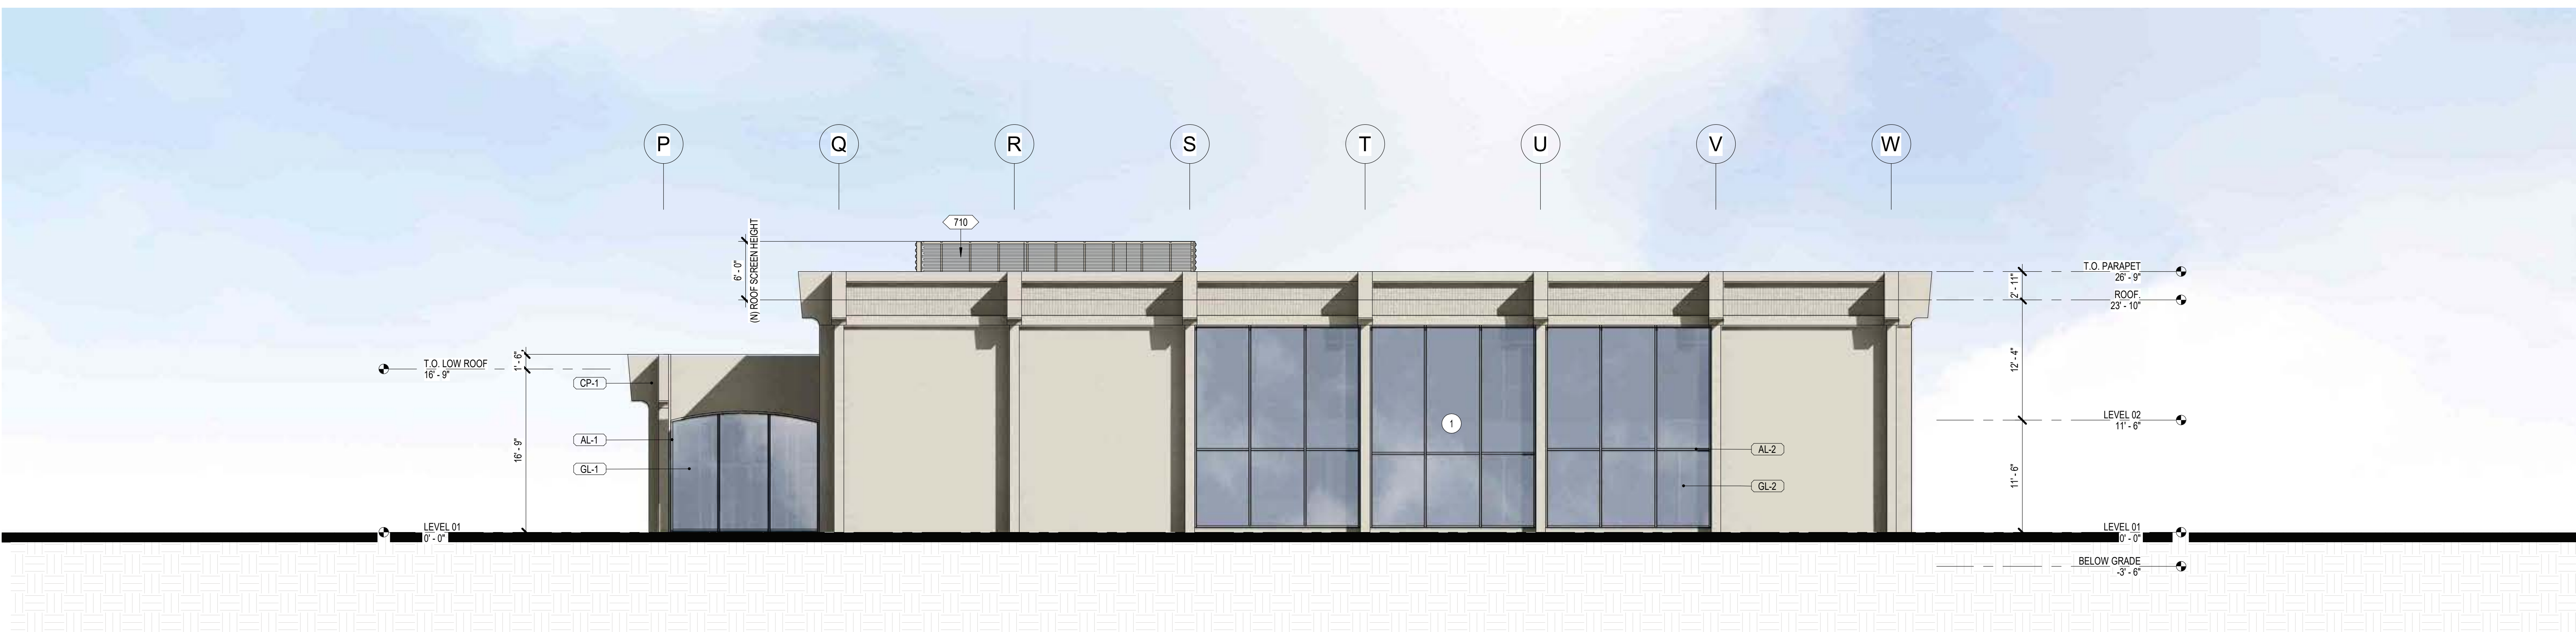 P
Q
R
S
T
U
V
W
710
6' - 0"
(N) ROOF SCREEN HEIGHT
T.O. PARAPET
26' - 9"
2' - 11"
ROOF.
23' - 10"
12' - 4"
T.O. LOW ROOF
16' - 9"
1' - 6"
CP-1
AL-1
GL-1
16' - 9"
1
AL-2
GL-2
LEVEL 02
11' - 6"
11' - 6"
LEVEL 01
0' - 0"
LEVEL 01
0' - 0"
BELOW GRADE
-3' - 6"